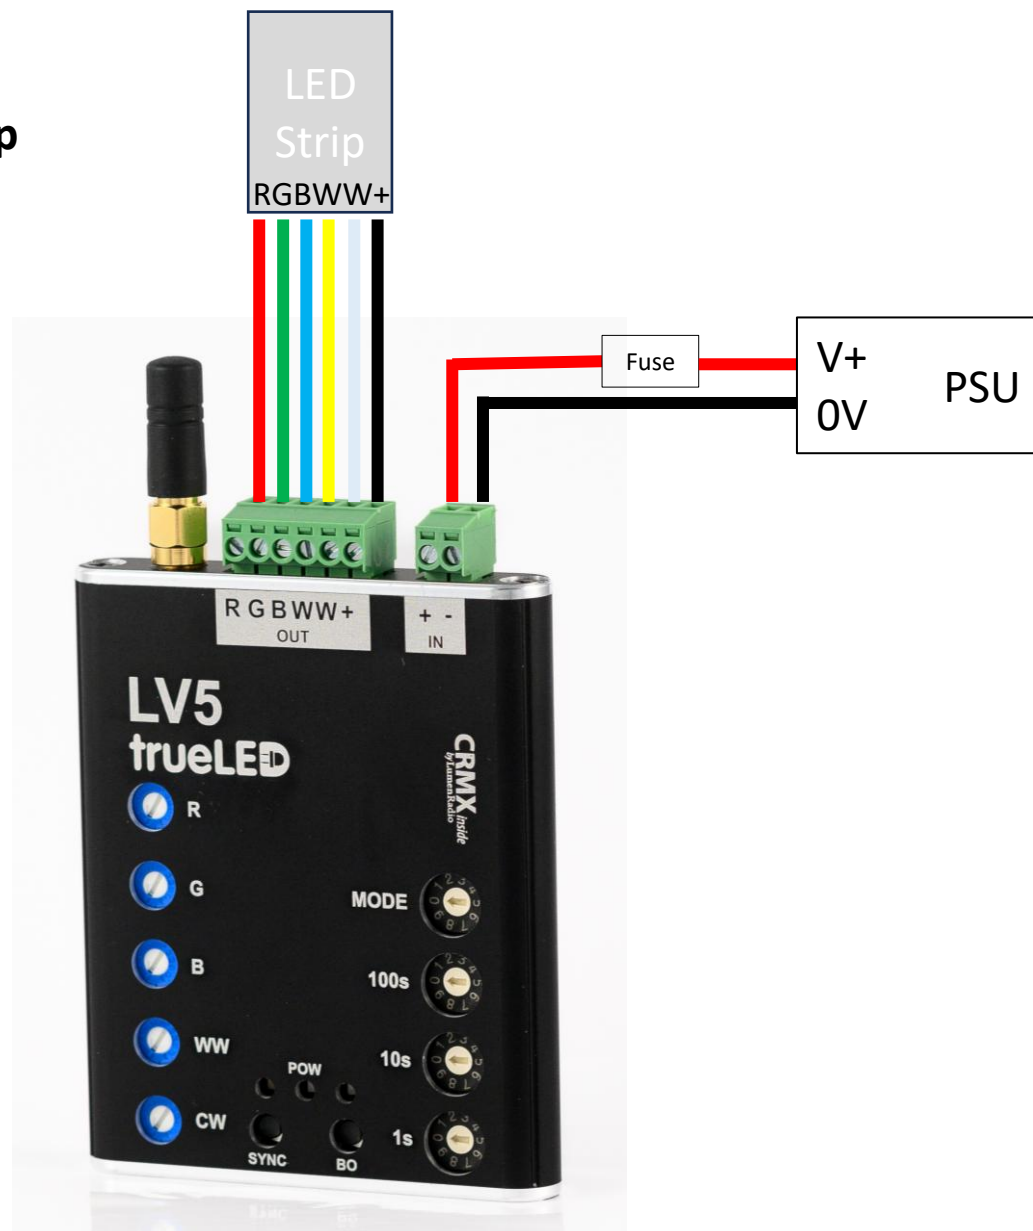 p
LED
Strip
RGBWW+
Fuse
V+
0V
PSU
R G B W W +
OUT
+ -
IN
LV5
trueLED
CRMX inside
by LumenRadio
R
G
B
WW
CW
MODE
100s
10s
1s
POW
SYNC
BO